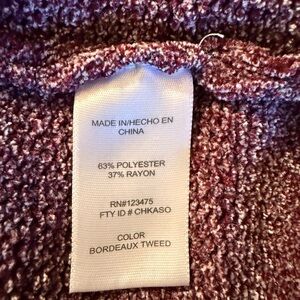 MADE IN/HECHO EN
CHINA
63% POLYESTER
37% RAYON
RN#123475
FTY ID # CHKASO
COLOR
BORDEAUX TWEED